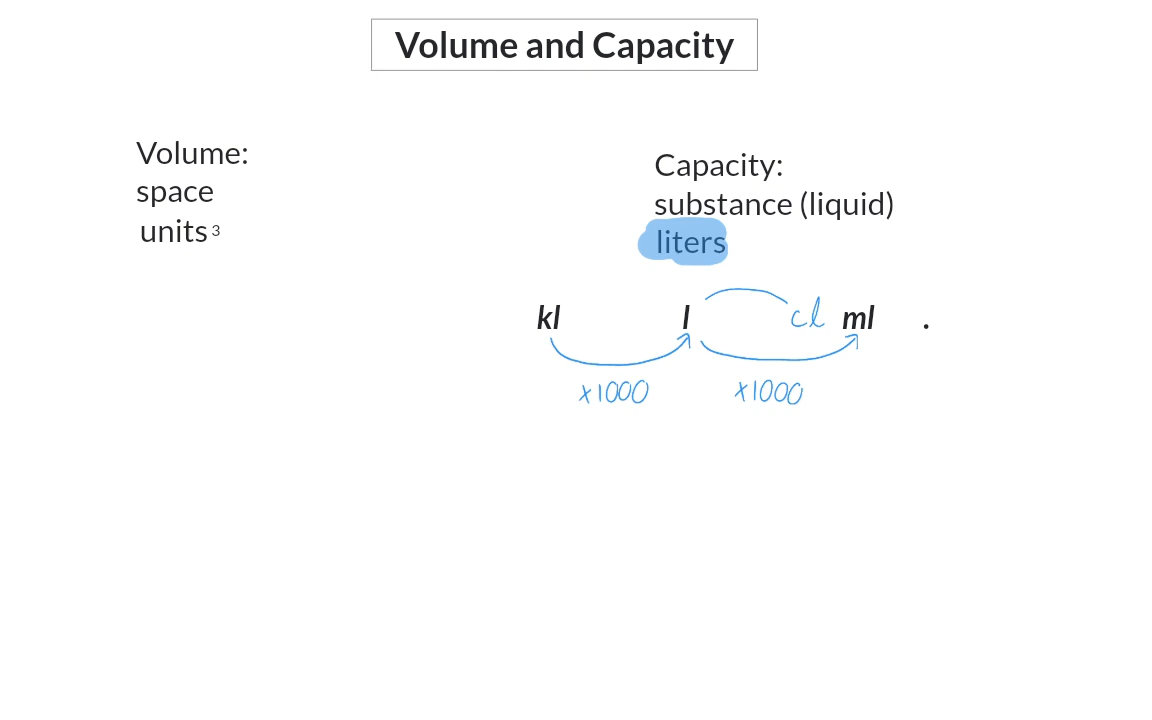 Volume and Capacity
Volume:
space
units³
Capacity:
substance (liquid)
liters
kl l cl ml .
x1000 x1000